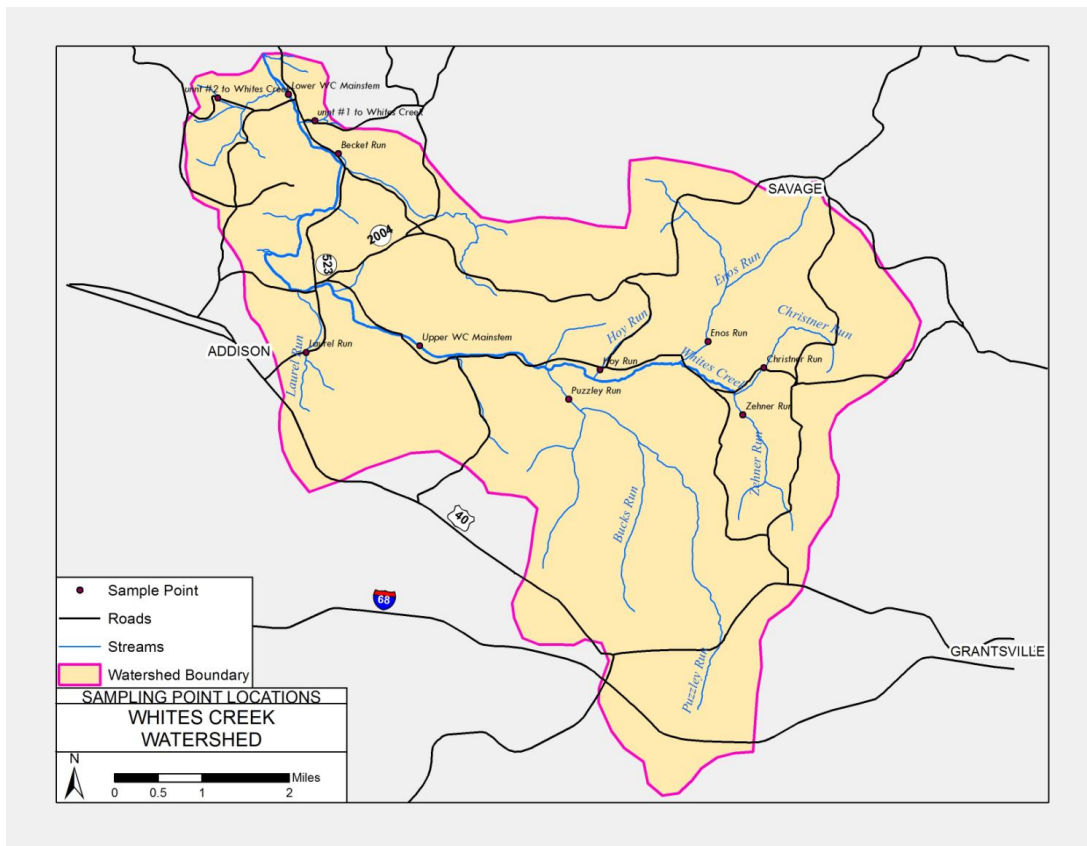 unnt #2 to Whites Creek
Lower WC Mainstem
unnt #1 to Whites Creek
Becket Run
SAVAGE
2004
523
Enos Run
Christner Run
Hoy Run
Enos Run
Upper WC Mainstem
ADDISON
Laurel Run
Laurel Run
Whites Creek
Christner Run
Hoy Run
Puzzley Run
Zehner Run
Zehner Run
Bucks Run
40
68
Puzzley Run
GRANTSVILLE
Sample Point
Roads
Streams
Watershed Boundary
SAMPLING POINT LOCATIONS
WHITES CREEK
WATERSHED
N
Miles
0 0.5 1 2